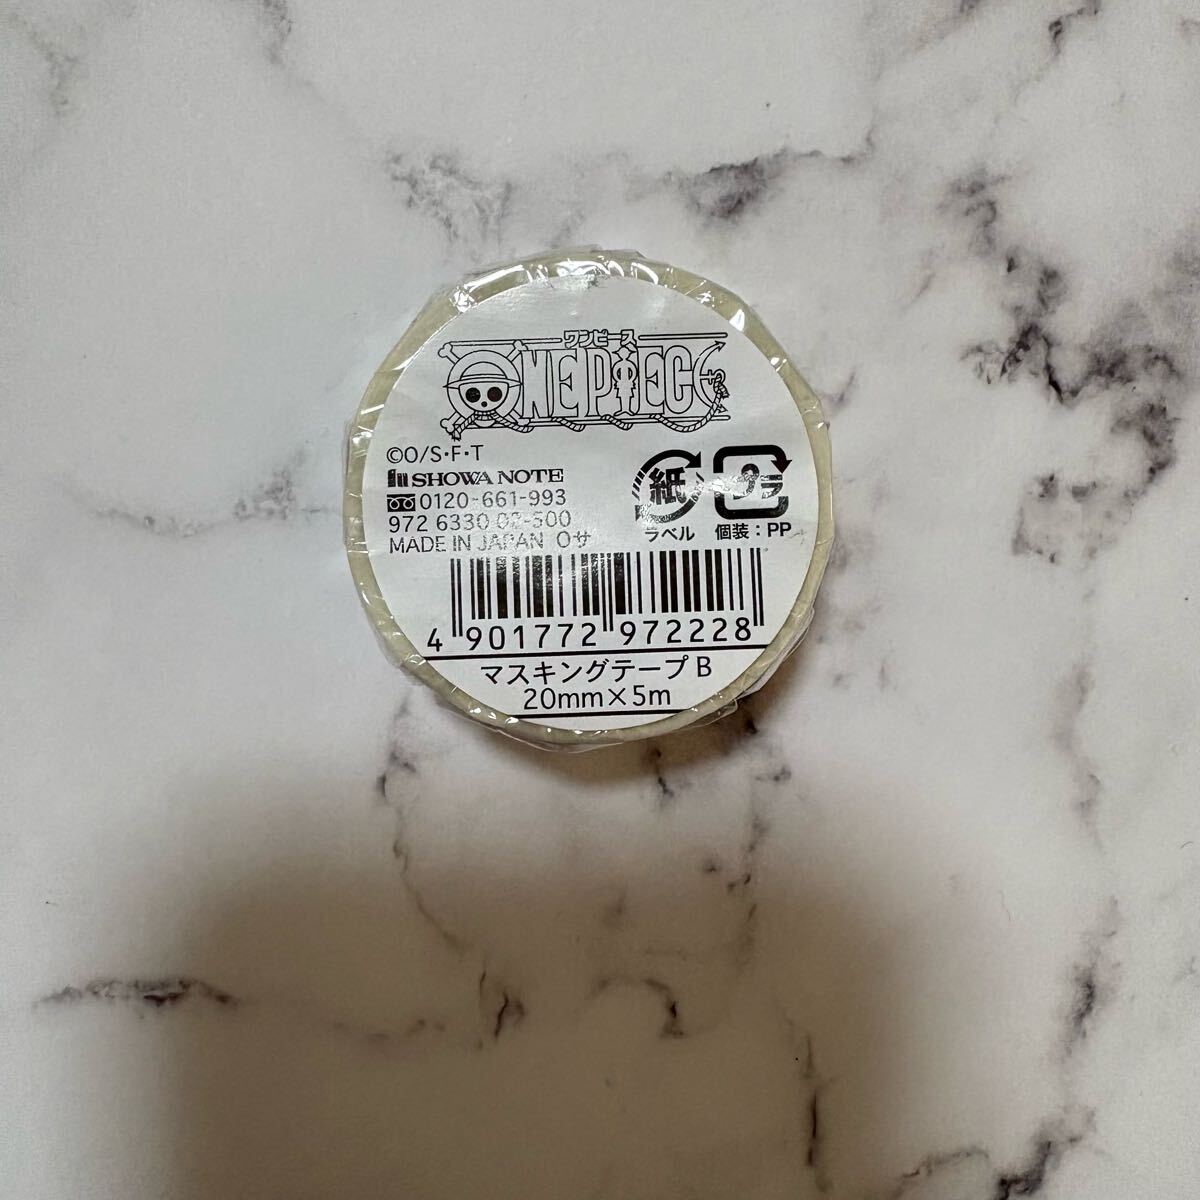 ワンピース
ONE PIECE
©O/S・F・T
SHOWA NOTE
0120-661-993
972 6330 02-500
MADE IN JAPAN Oサ
紙
ラベル
プラ
個装：PP
4 901772 972228
マスキングテープ B
20mm×5m